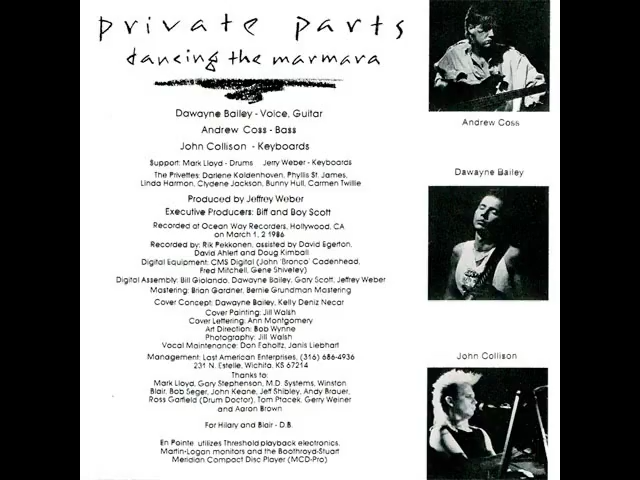 private parts
dancing the marmara
Dawayne Bailey - Voice, Guitar
Andrew Coss - Bass
John Collison - Keyboards
Support: Mark Lloyd - Drums Jerry Weber - Keyboards
The Privettes: Darlene Koldenhoven, Phyllis St. James,
Linda Harmon, Clydene Jackson, Bunny Hull, Carmen Twillie
Produced by Jeffrey Weber
Executive Producers: Biff and Boy Scott
Recorded at Ocean Way Recorders, Hollywood, CA
on March 1, 2 1986
Recorded by: Rik Pekkonen, assisted by David Egerton,
David Ahlert and Doug Kimball
Digital Equipment: CMS Digital (John 'Bronco' Cadenhead,
Fred Mitchell, Gene Shiveley)
Digital Assembly: Bill Giolando, Dawayne Bailey, Gary Scott, Jeffrey Weber
Mastering: Brian Gardner, Bernie Grundman Mastering
Cover Concept: Dawayne Bailey, Kelly Deniz Necar
Cover Painting: Jill Walsh
Cover Lettering: Ann Montgomery
Art Direction: Bob Wynne
Photography: Jill Walsh
Vocal Maintenance: Don Faholtz, Janis Liebhart
Management: Last American Enterprises, (316) 686-4936
231 N. Estelle, Wichita, KS 67214
Thanks to:
Mark Lloyd, Gary Stephenson, M.D. Systems, Winston
Blair, Bob Seger, John Keane, Jeff Shibley, Andy Brauer,
Ross Garfield (Drum Doctor), Tom Ptacek, Gerry Weiner
and Aaron Brown
For Hilary and Blair - D.B.
En Pointe utilizes Threshold playback electronics,
Martin-Logan monitors and the Boothroyd-Stuart
Meridian Compact Disc Player (MCD-Pro)
Andrew Coss
Dawayne Bailey
John Collison